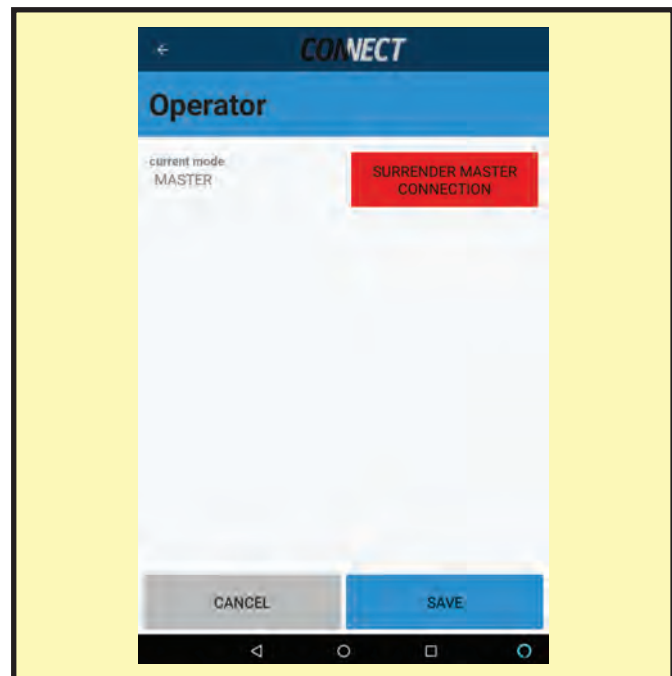 CONNECT
Operator
current mode
MASTER
SURRENDER MASTER
CONNECTION
CANCEL
SAVE